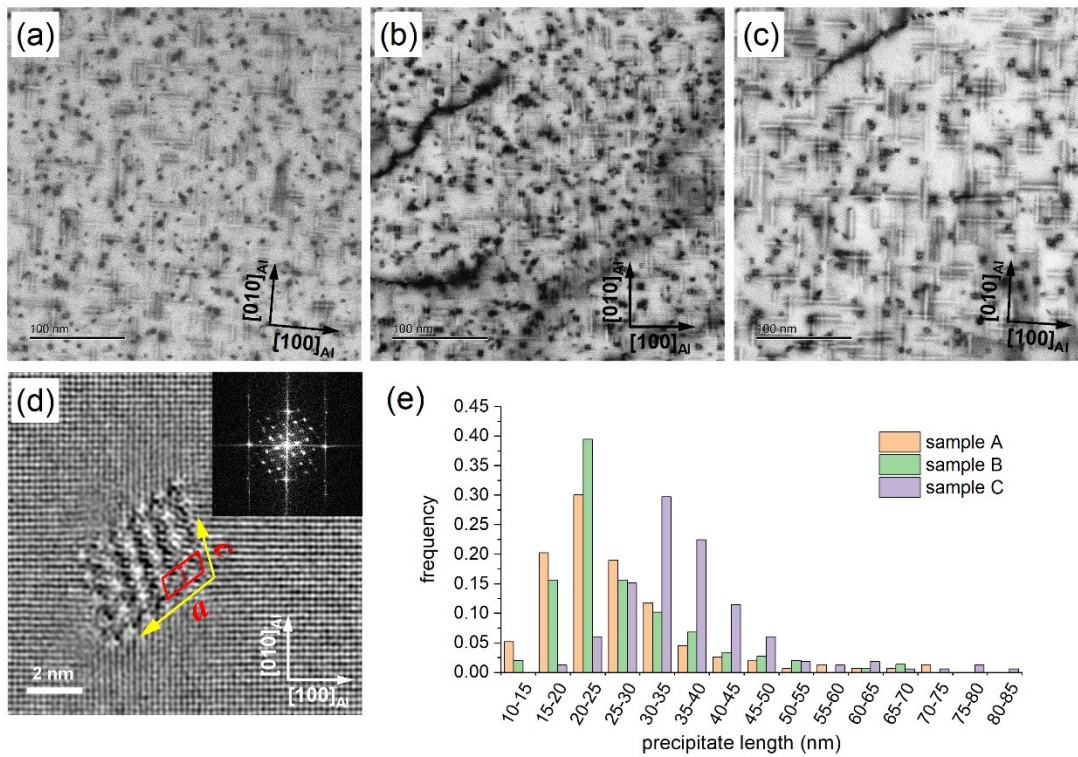 (a)
[010]Al
[100]Al
100 nm
(b)
[010]Al
[100]Al
100 nm
(c)
[010]Al
[100]Al
100 nm
(d)
c
a
2 nm
[010]Al
[100]Al
(e)
frequency
0.45
0.40
0.35
0.30
0.25
0.20
0.15
0.10
0.05
0.00
sample A
sample B
sample C
10-15
15-20
20-25
25-30
30-35
35-40
40-45
45-50
50-55
55-60
60-65
65-70
70-75
75-80
80-85
precipitate length (nm)